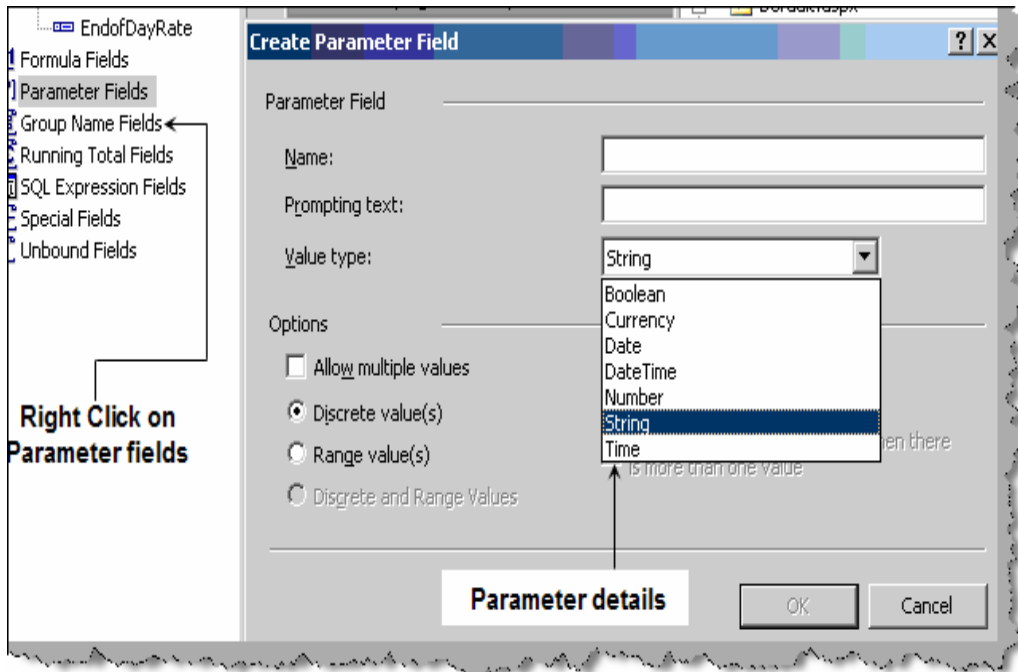 EndofDayRate
Formula Fields
Parameter Fields
Group Name Fields
Running Total Fields
SQL Expression Fields
Special Fields
Unbound Fields
Right Click on
Parameter fields
Create Parameter Field
Parameter Field
Name:
Prompting text:
Value type:
String
Boolean
Currency
Date
DateTime
Number
String
Time
Options
Allow multiple values
Discrete value(s)
Range value(s)
Discrete and Range Values
there
is more than one value
Parameter details
OK
Cancel